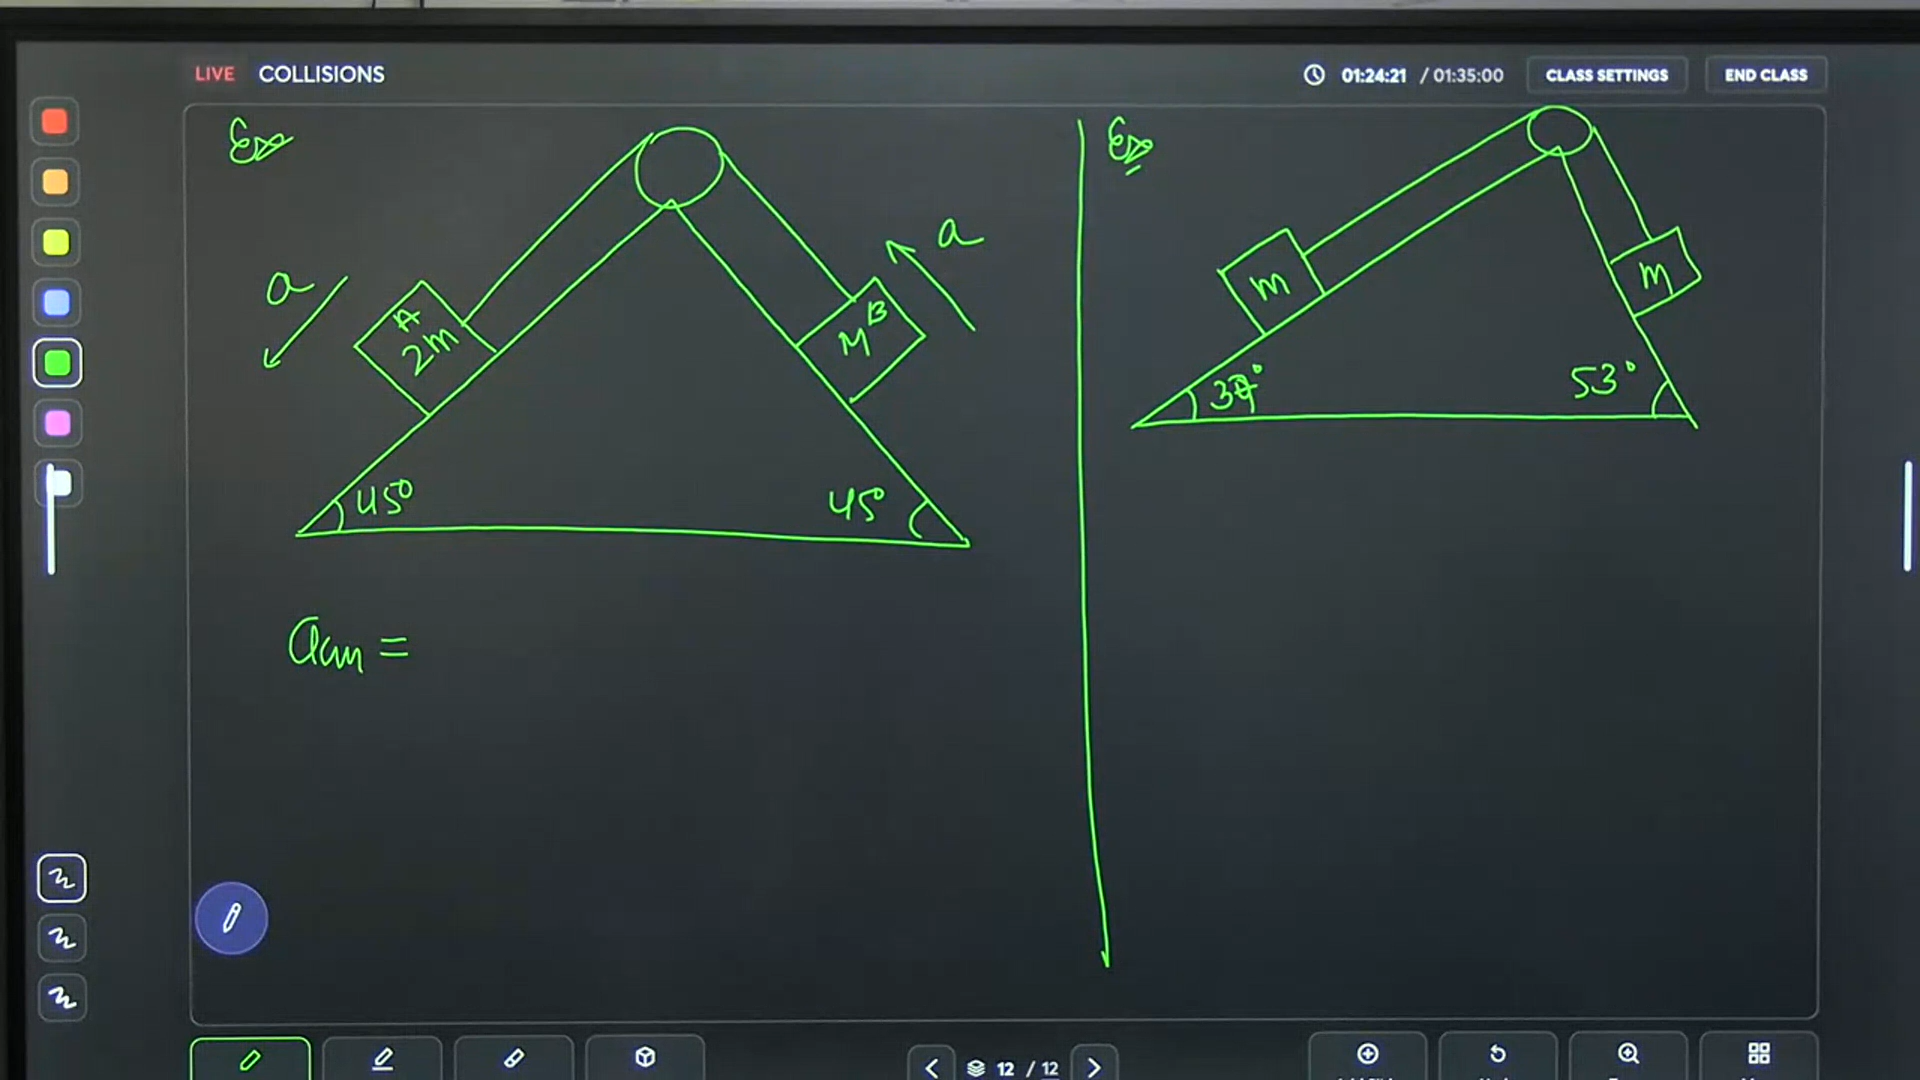 LIVE COLLISIONS
01:24:21 / 01:35:00
CLASS SETTINGS
END CLASS
Ex
a
A
2m
B
M
a
45°
45°
acm =
Ex
m
m
37°
53°
12 / 12